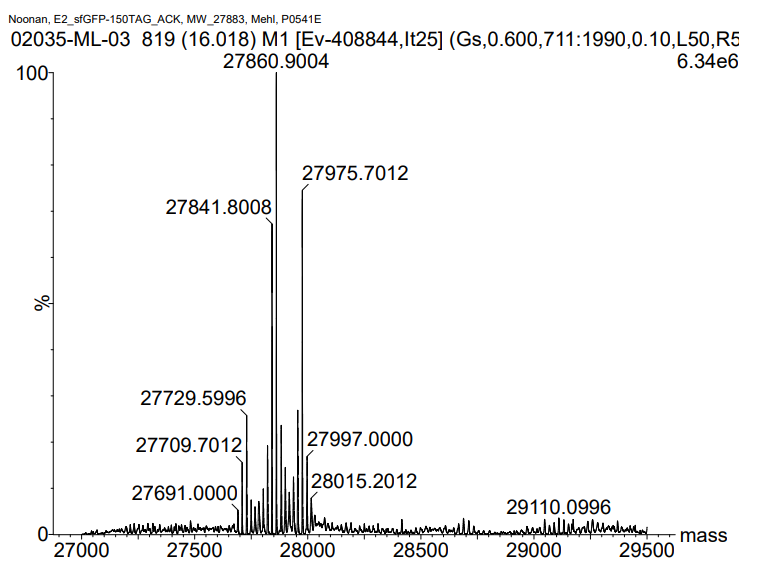 Noonan, E2_sfGFP-150TAG_ACK, MW_27883, Mehl, P0541E
02035-ML-03 819 (16.018) M1 [Ev-408844,It25] (Gs,0.600,711:1990,0.10,L50,R5
27860.9004
6.34e6
100
27975.7012
27841.8008
%
27729.5996
27709.7012
27997.0000
27691.0000
28015.2012
29110.0996
0
mass
27000 27500 28000 28500 29000 29500